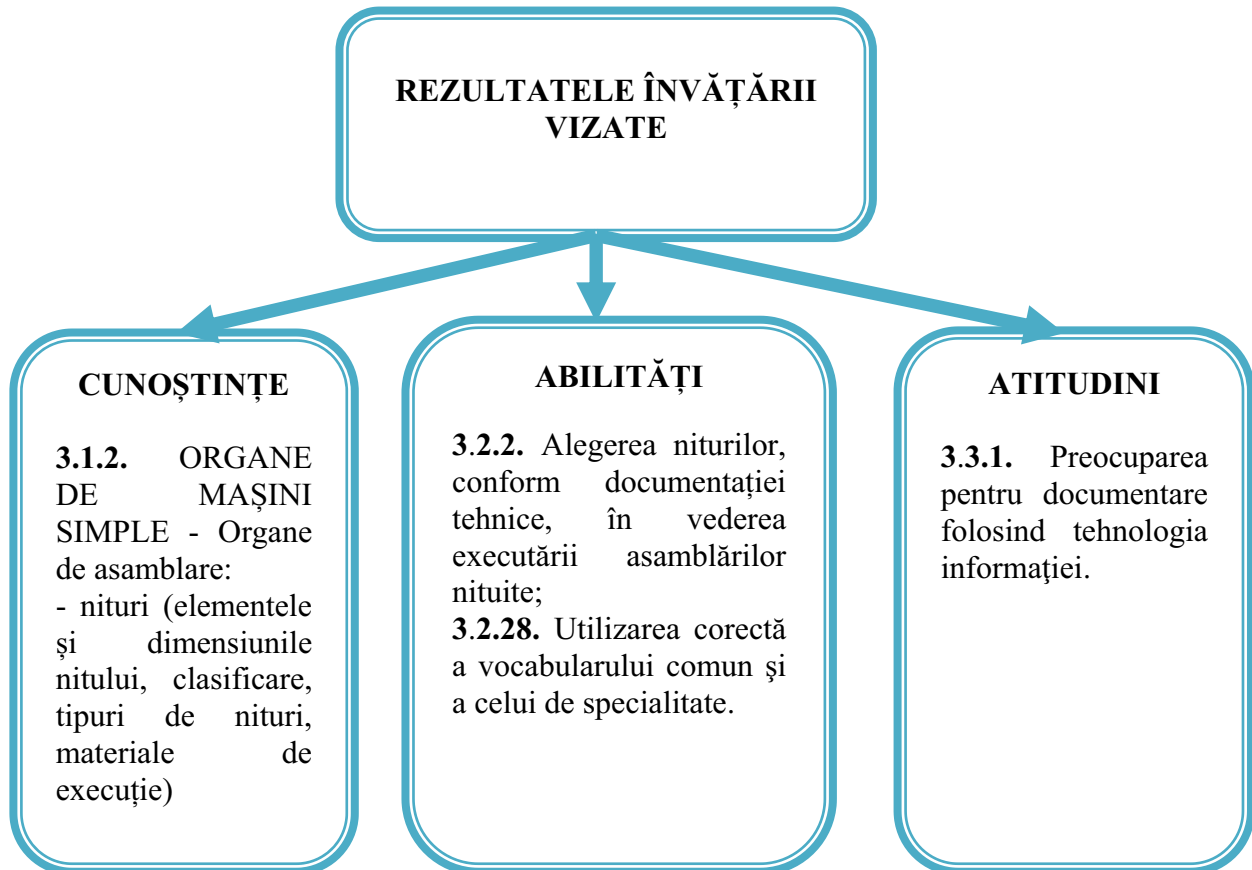 REZULTATELE ÎNVĂȚĂRII
VIZATE
CUNOȘTINȚE
3.1.2. ORGANE
DE MAȘINI
SIMPLE - Organe
de asamblare:
- nituri (elementele
și dimensiunile
nitului, clasificare,
tipuri de nituri,
materiale de
execuție)
ABILITĂȚI
3.2.2. Alegerea niturilor,
conform documentației
tehnice, în vederea
executării asamblărilor
nituite;
3.2.28. Utilizarea corectă
a vocabularului comun şi
a celui de specialitate.
ATITUDINI
3.3.1. Preocuparea
pentru documentare
folosind tehnologia
informaţiei.